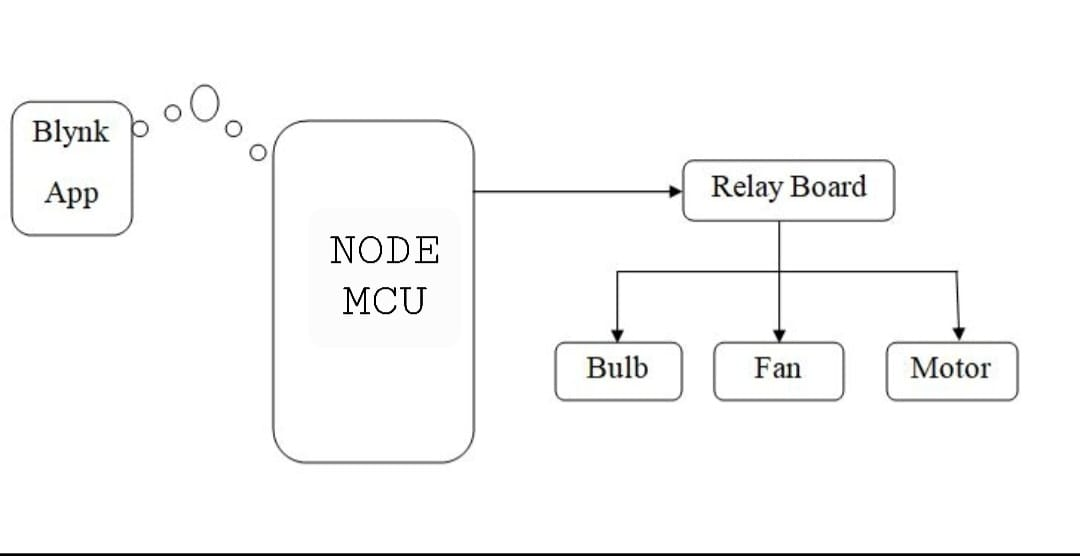 Blynk
App
NODE
MCU
Relay Board
Bulb
Fan
Motor